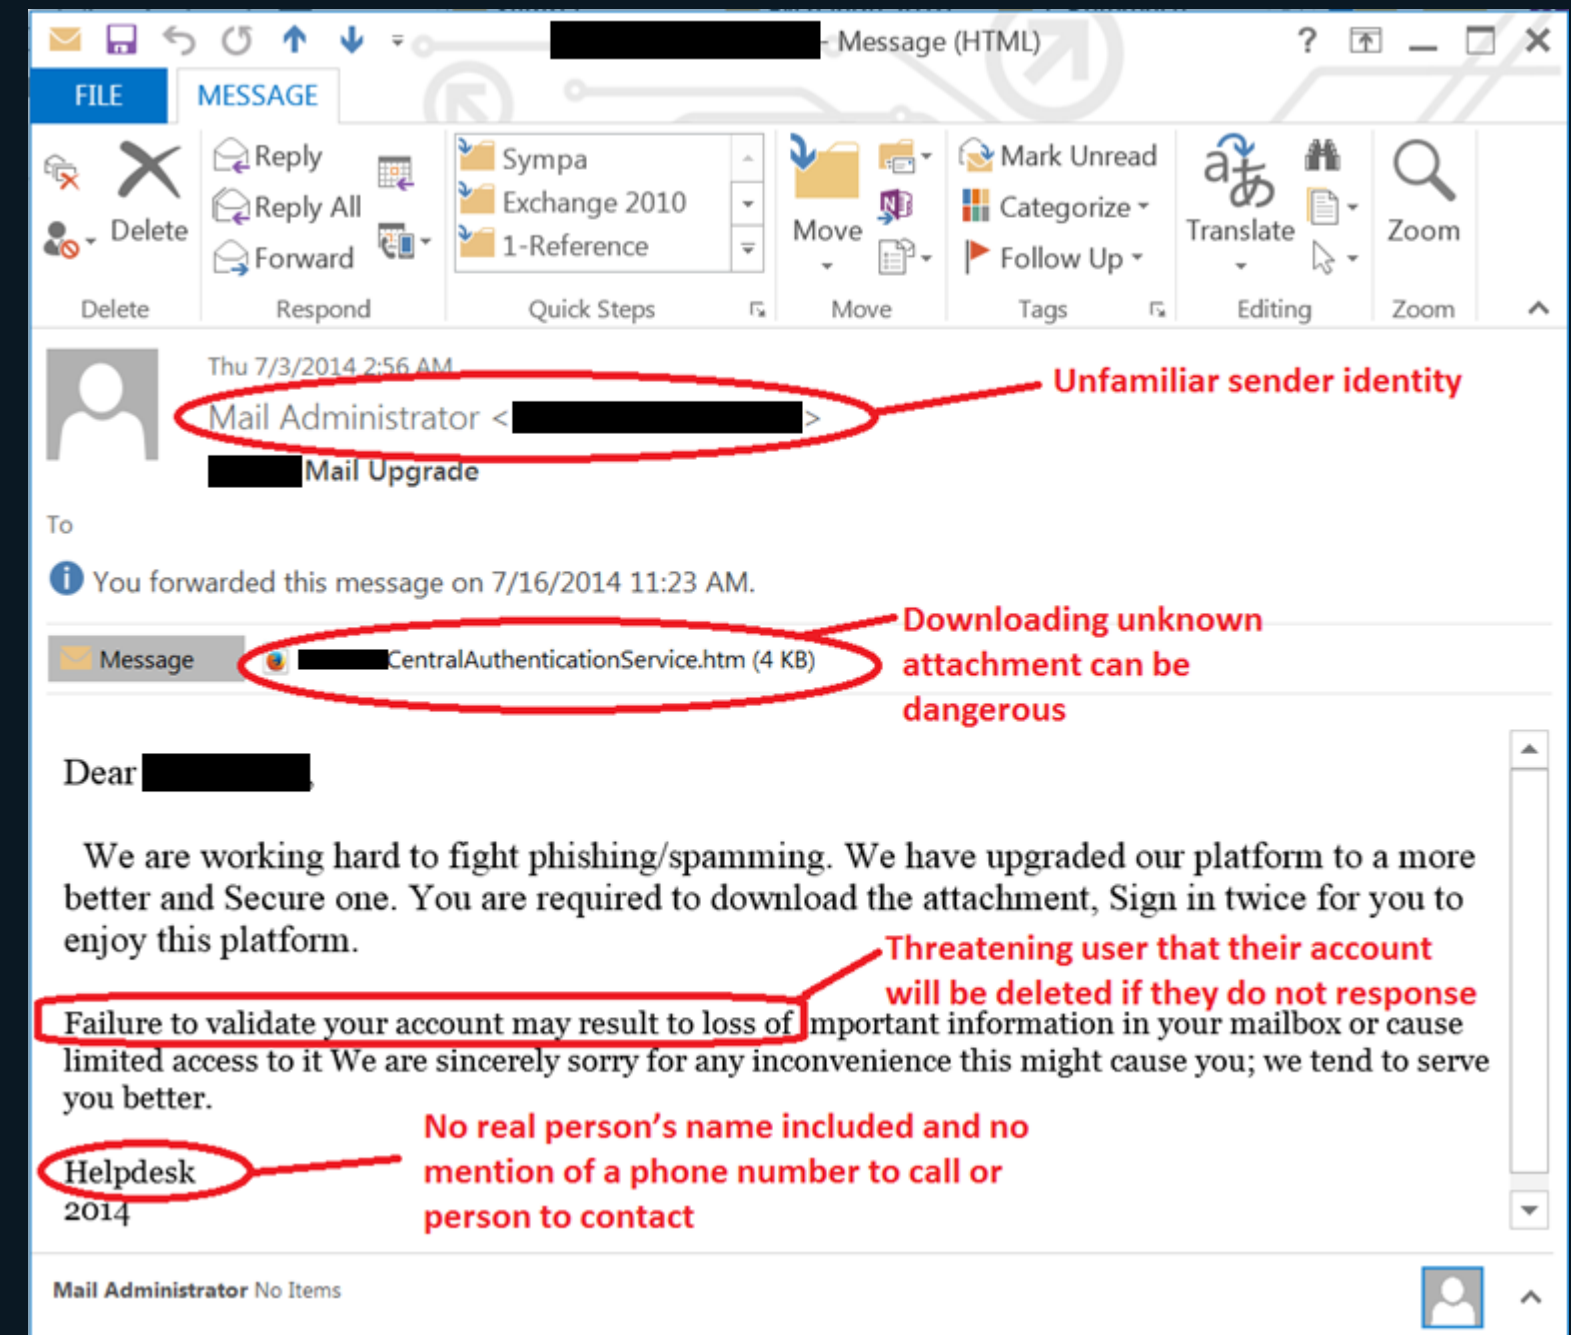 - Message (HTML)
?
FILE
MESSAGE
Delete
Reply
Reply All
Forward
Sympa
Exchange 2010
1-Reference
Move
Mark Unread
Categorize
Follow Up
Translate
Zoom
Delete
Respond
Quick Steps
Move
Tags
Editing
Zoom
Thu 7/3/2014 2:56 AM
Unfamiliar sender identity
Mail Administrator < >
Mail Upgrade
To
You forwarded this message on 7/16/2014 11:23 AM.
Message
CentralAuthenticationService.htm (4 KB)
Downloading unknown
attachment can be
dangerous
Dear ,
We are working hard to fight phishing/spamming. We have upgraded our platform to a more
better and Secure one. You are required to download the attachment, Sign in twice for you to
enjoy this platform.
Threatening user that their account
will be deleted if they do not response
Failure to validate your account may result to loss of important information in your mailbox or cause
limited access to it We are sincerely sorry for any inconvenience this might cause you; we tend to serve
you better.
No real person's name included and no
mention of a phone number to call or
person to contact
Helpdesk
2014
Mail Administrator No Items